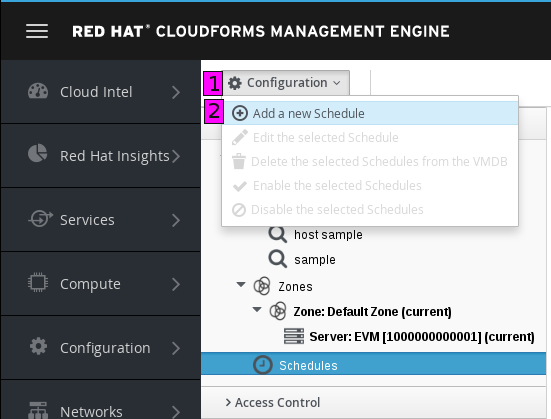 RED HAT® CLOUDFORMS MANAGEMENT ENGINE
Cloud Intel
Red Hat Insights
Services
Compute
Configuration
Networks
1 Configuration
2 Add a new Schedule
Edit the selected Schedule
Delete the selected Schedules from the VMDB
Enable the selected Schedules
Disable the selected Schedules
host sample
sample
Zones
Zone: Default Zone (current)
Server: EVM [1000000000001] (current)
Schedules
Access Control